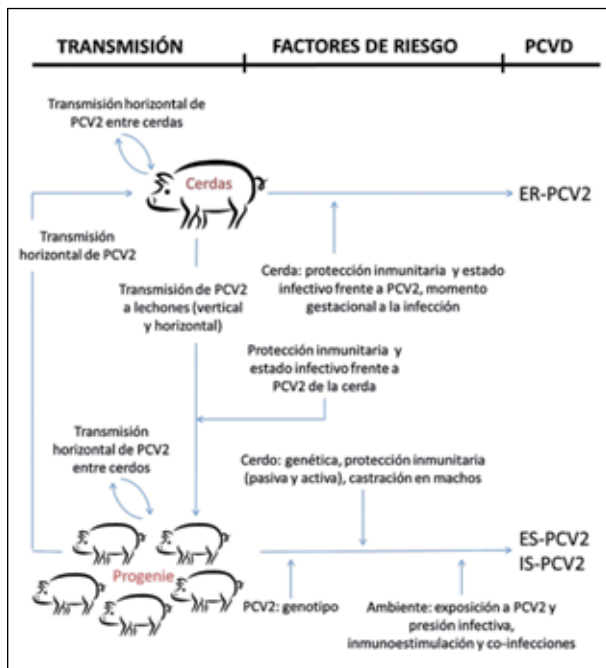 TRANSMISIÓN
FACTORES DE RIESGO
PCVD
Transmisión horizontal de
PCV2 entre cerdas
Cerdas
ER-PCV2
Transmisión
horizontal de PCV2
Cerda: protección inmunitaria y estado
infectivo frente a PCV2, momento
gestacional a la infección
Transmisión de PCV2
a lechones (vertical
y horizontal)
Protección inmunitaria y
estado infectivo frente a
PCV2 de la cerda
Transmisión
horizontal de PCV2
entre cerdos
Cerdo: genética, protección inmunitaria
(pasiva y activa), castración en machos
ES-PCV2
IS-PCV2
Progenie
PCV2: genotipo
Ambiente: exposición a PCV2 y
presión infectiva,
inmunoestimulación y co-infecciones